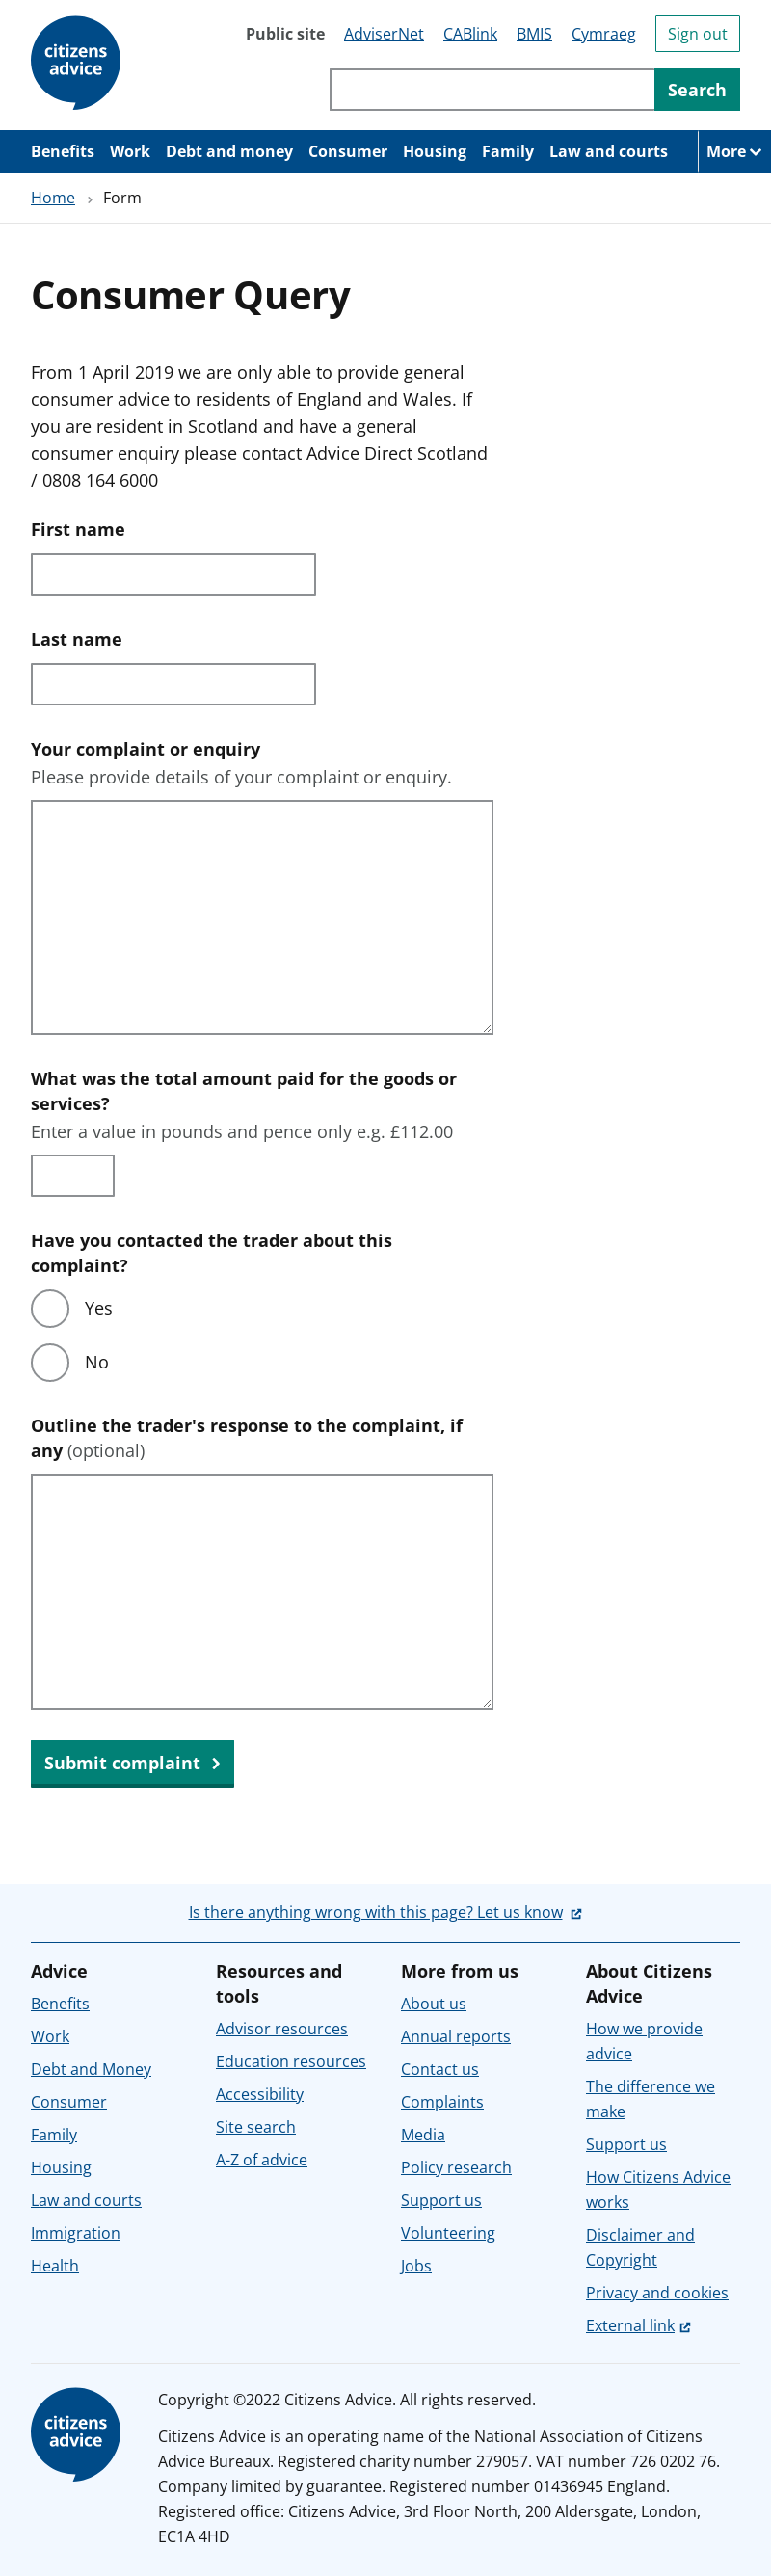 citizens
advice
Public site AdviserNet CABlink BMIS Cymraeg Sign out
Search
Benefits Work Debt and money Consumer Housing Family Law and courts More
Home › Form
Consumer Query
From 1 April 2019 we are only able to provide general
consumer advice to residents of England and Wales. If
you are resident in Scotland and have a general
consumer enquiry please contact Advice Direct Scotland
/ 0808 164 6000
First name
Last name
Your complaint or enquiry
Please provide details of your complaint or enquiry.
What was the total amount paid for the goods or
services?
Enter a value in pounds and pence only e.g. £112.00
Have you contacted the trader about this
complaint?
Yes
No
Outline the trader's response to the complaint, if
any (optional)
Submit complaint
Is there anything wrong with this page? Let us know
Advice
Benefits
Work
Debt and Money
Consumer
Family
Housing
Law and courts
Immigration
Health
Resources and
tools
Advisor resources
Education resources
Accessibility
Site search
A-Z of advice
More from us
About us
Annual reports
Contact us
Complaints
Media
Policy research
Support us
Volunteering
Jobs
About Citizens
Advice
How we provide
advice
The difference we
make
Support us
How Citizens Advice
works
Disclaimer and
Copyright
Privacy and cookies
External link
citizens
advice
Copyright ©2022 Citizens Advice. All rights reserved.
Citizens Advice is an operating name of the National Association of Citizens
Advice Bureaux. Registered charity number 279057. VAT number 726 0202 76.
Company limited by guarantee. Registered number 01436945 England.
Registered office: Citizens Advice, 3rd Floor North, 200 Aldersgate, London,
EC1A 4HD